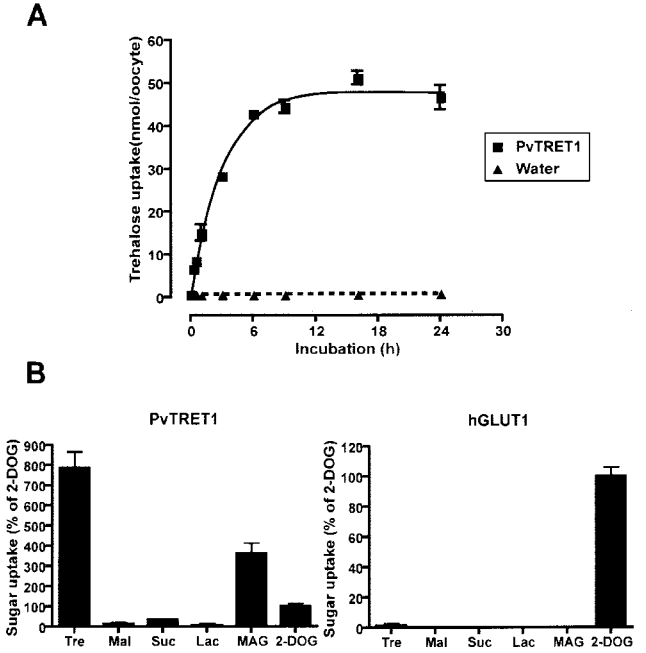 A
Trehalose uptake(nmol/oocyte)
60
50
40
30
20
10
0
0 6 12 18 24 30
Incubation (h)
PvTRET1
Water
B
PvTRET1
Sugar uptake (% of 2-DOG)
900
800
700
600
500
400
300
200
100
0
Tre Mal Suc Lac MAG 2-DOG
hGLUT1
Sugar uptake (% of 2-DOG)
120
100
80
60
40
20
0
Tre Mal Suc Lac MAG 2-DOG